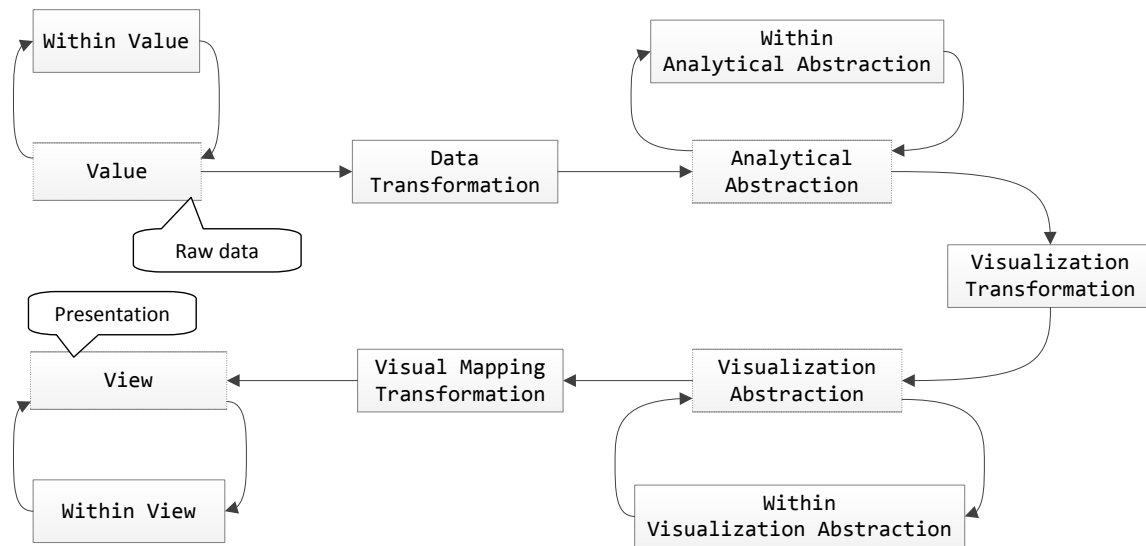 Within Value
Within
Analytical Abstraction
Value
Data
Transformation
Analytical
Abstraction
Raw data
Visualization
Transformation
Presentation
View
Visual Mapping
Transformation
Visualization
Abstraction
Within View
Within
Visualization Abstraction